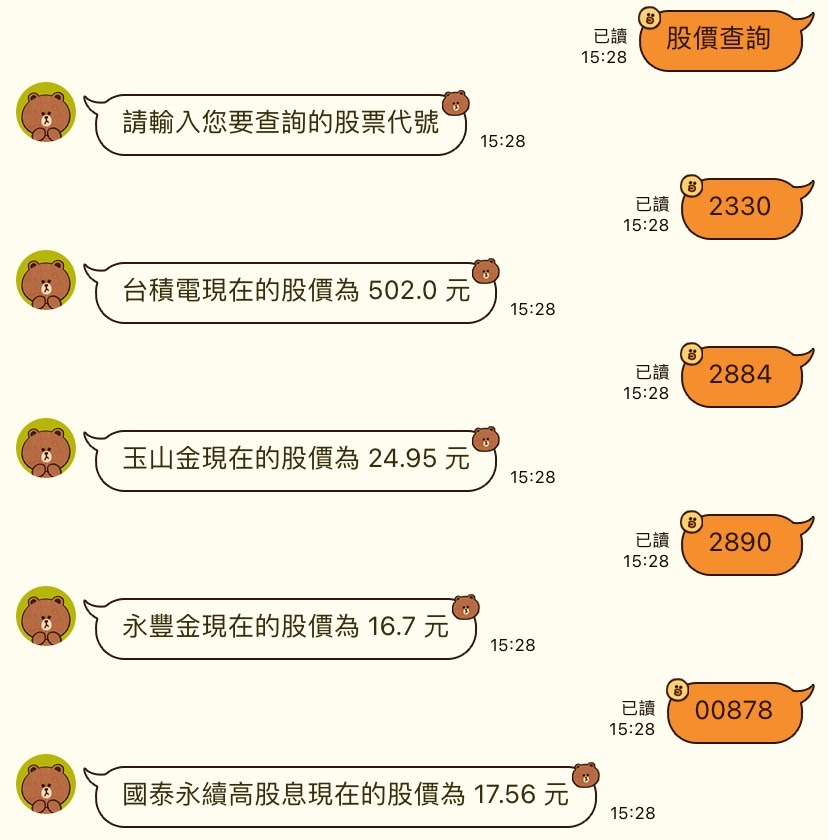 股價查詢
已讀
15:28
請輸入您要查詢的股票代號
15:28
2330
已讀
15:28
台積電現在的股價為 502.0 元
15:28
2884
已讀
15:28
玉山金現在的股價為 24.95 元
15:28
2890
已讀
15:28
永豐金現在的股價為 16.7 元
15:28
00878
已讀
15:28
國泰永續高股息現在的股價為 17.56 元
15:28